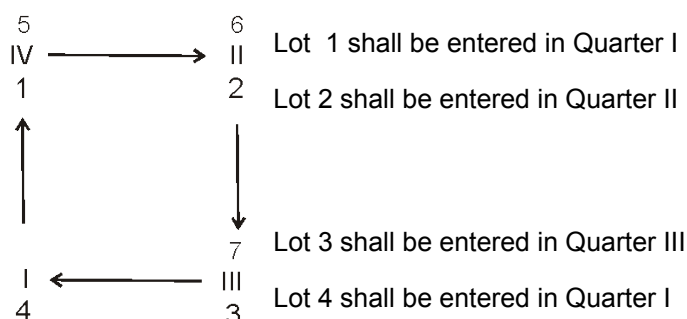 5 6
IV II Lot 1 shall be entered in Quarter I
1 2 Lot 2 shall be entered in Quarter II
7 Lot 3 shall be entered in Quarter III
I III Lot 4 shall be entered in Quarter I
4 3